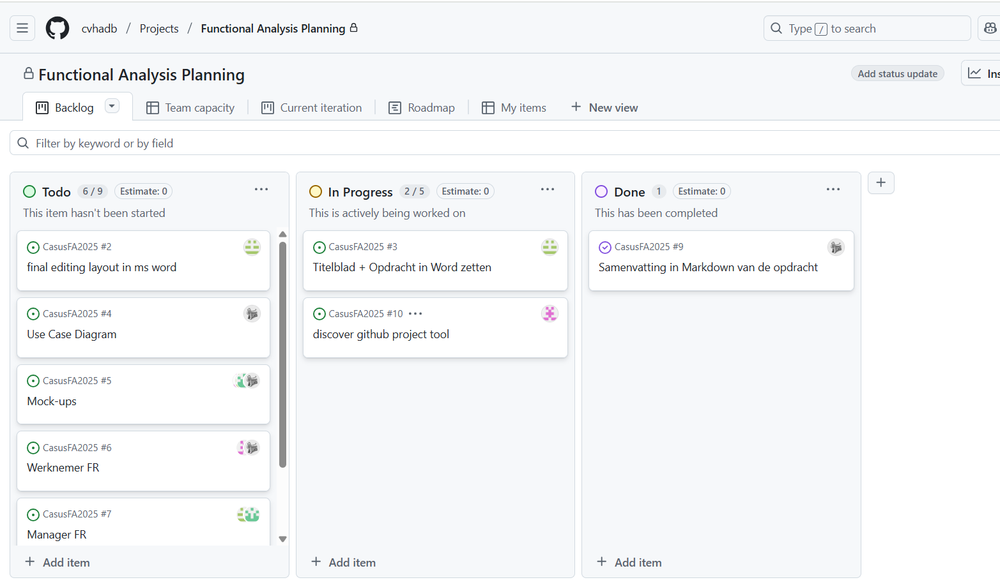 cvhadb / Projects / Functional Analysis Planning
Type / to search
Functional Analysis Planning
Add status update
Ins
Backlog
Team capacity
Current iteration
Roadmap
My items
New view
Filter by keyword or by field
Todo 6 / 9 Estimate: 0
This item hasn't been started
CasusFA2025 #2
final editing layout in ms word
CasusFA2025 #4
Use Case Diagram
CasusFA2025 #5
Mock-ups
CasusFA2025 #6
Werknemer FR
CasusFA2025 #7
Manager FR
Add item
In Progress 2 / 5 Estimate: 0
This is actively being worked on
CasusFA2025 #3
Titelblad + Opdracht in Word zetten
CasusFA2025 #10
discover github project tool
Add item
Done 1 Estimate: 0
This has been completed
CasusFA2025 #9
Samenvatting in Markdown van de opdracht
Add item